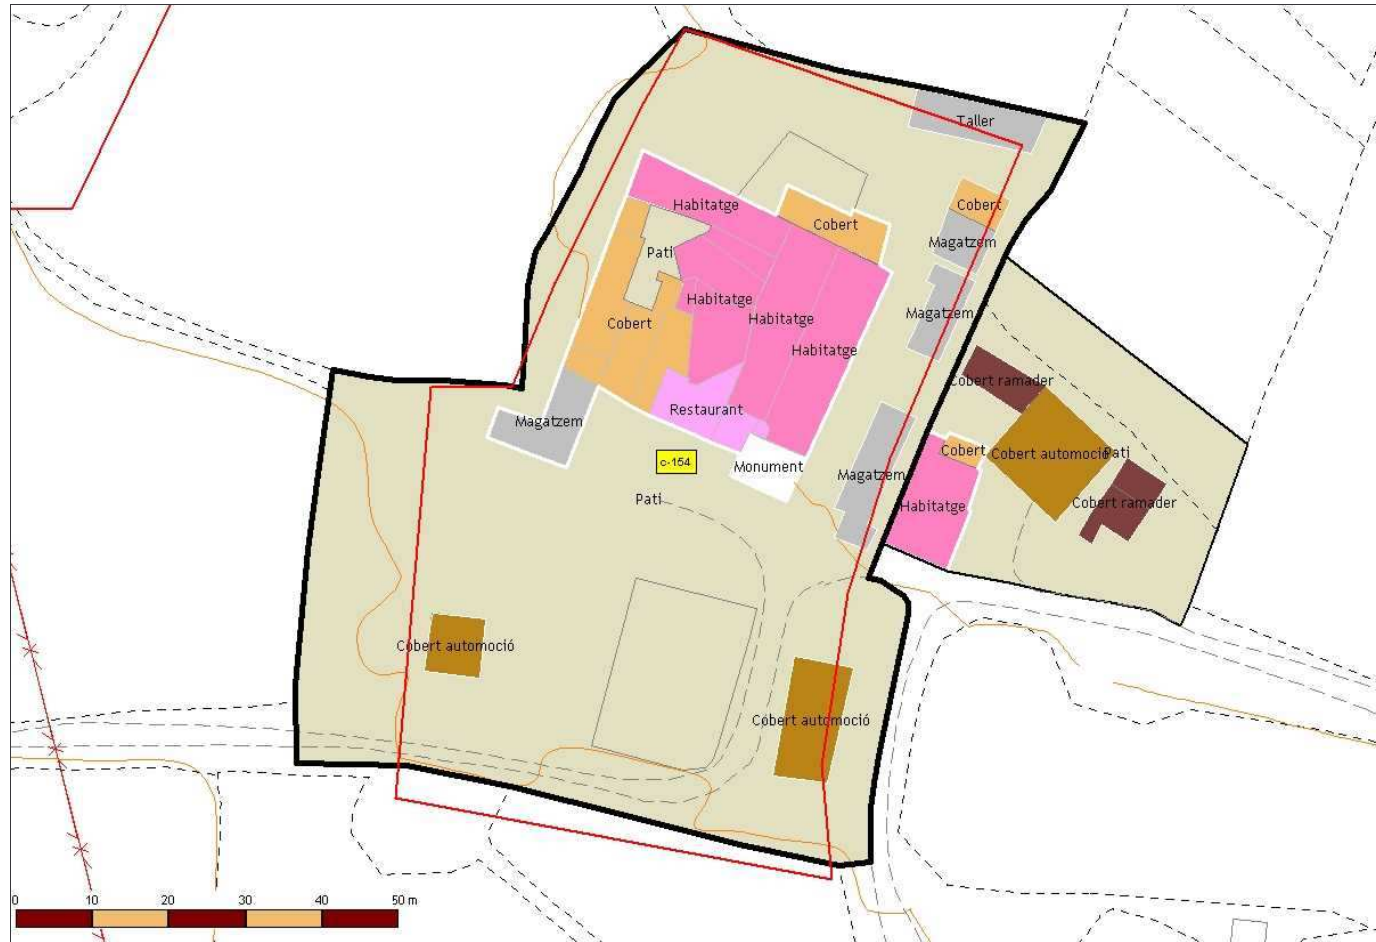 Taller
Habitatge
Cobert
Cobert
Magatzem
Pati
Habitatge
Habitatge
Magatzem
Cobert
Habitatge
Cobert ramader
Restaurant
Magatzem
Cobert
Cobert automoció
Pati
c-154
Monument
Magatzem
Pati
Habitatge
Cobert ramader
Cobert automoció
Cobert automoció
0 10 20 30 40 50 m